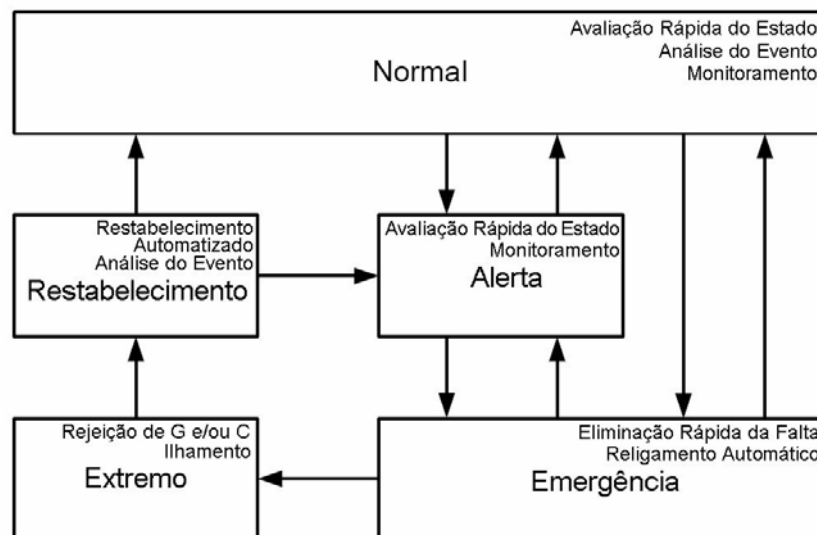 Avaliação Rápida do Estado
Análise do Evento
Monitoramento
Normal
Restabelecimento
Automatizado
Análise do Evento
Restabelecimento
Avaliação Rápida do Estado
Monitoramento
Alerta
Rejeição de G e/ou C
Ilhamento
Extremo
Eliminação Rápida da Falta
Religamento Automático
Emergência